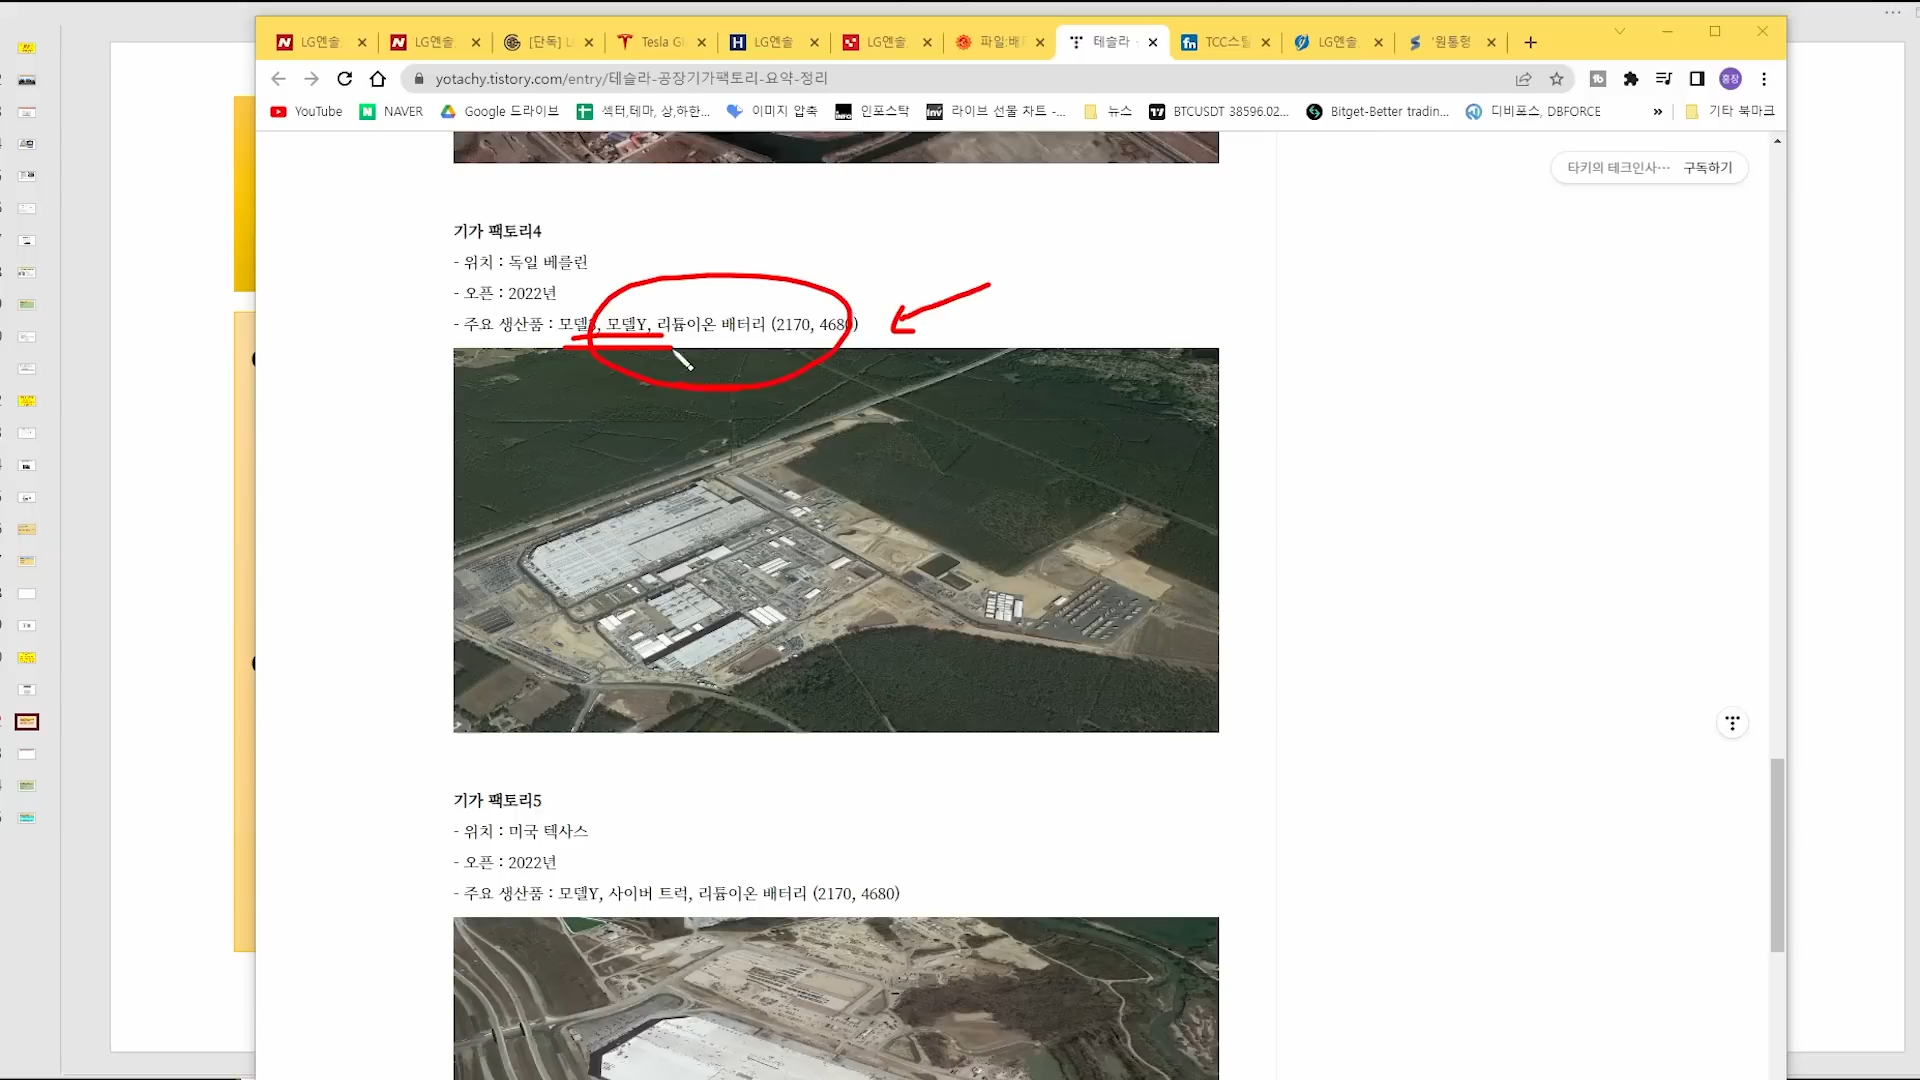 LG엔솔
LG엔솔
[단독] L
Tesla Gi
LG엔솔
LG엔솔
파일:배트
테슬라 -
TCC스틸
LG엔솔
'원통형
yotachy.tistory.com/entry/테슬라-공장기가팩토리-요약-정리
홍장
YouTube
NAVER
Google 드라이브
섹터,테마, 상,하한...
이미지 압축
인포스탁
라이브 선물 차트 -...
뉴스
BTCUSDT 38596.02...
Bitget-Better tradin...
디비포스, DBFORCE
»
기타 북마크
타키의 테크인사··· 구독하기
기가 팩토리4
- 위치 : 독일 베를린
- 오픈 : 2022년
- 주요 생산품 : 모델3, 모델Y, 리튬이온 배터리 (2170, 4680)
기가 팩토리5
- 위치 : 미국 텍사스
- 오픈 : 2022년
- 주요 생산품 : 모델Y, 사이버 트럭, 리튬이온 배터리 (2170, 4680)